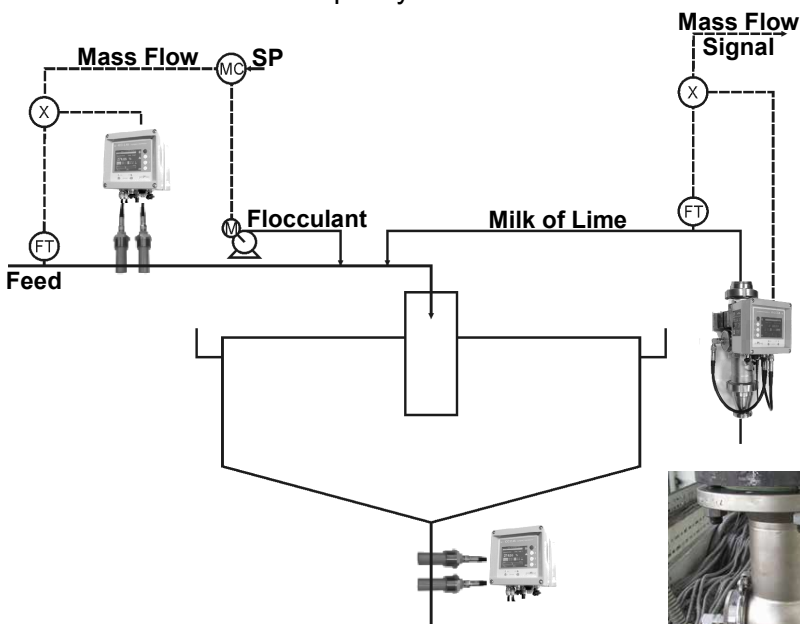 Mass Flow
Signal
Mass Flow
MC
SP
X
X
FT
M
Flocculant
Milk of Lime
FT
Feed